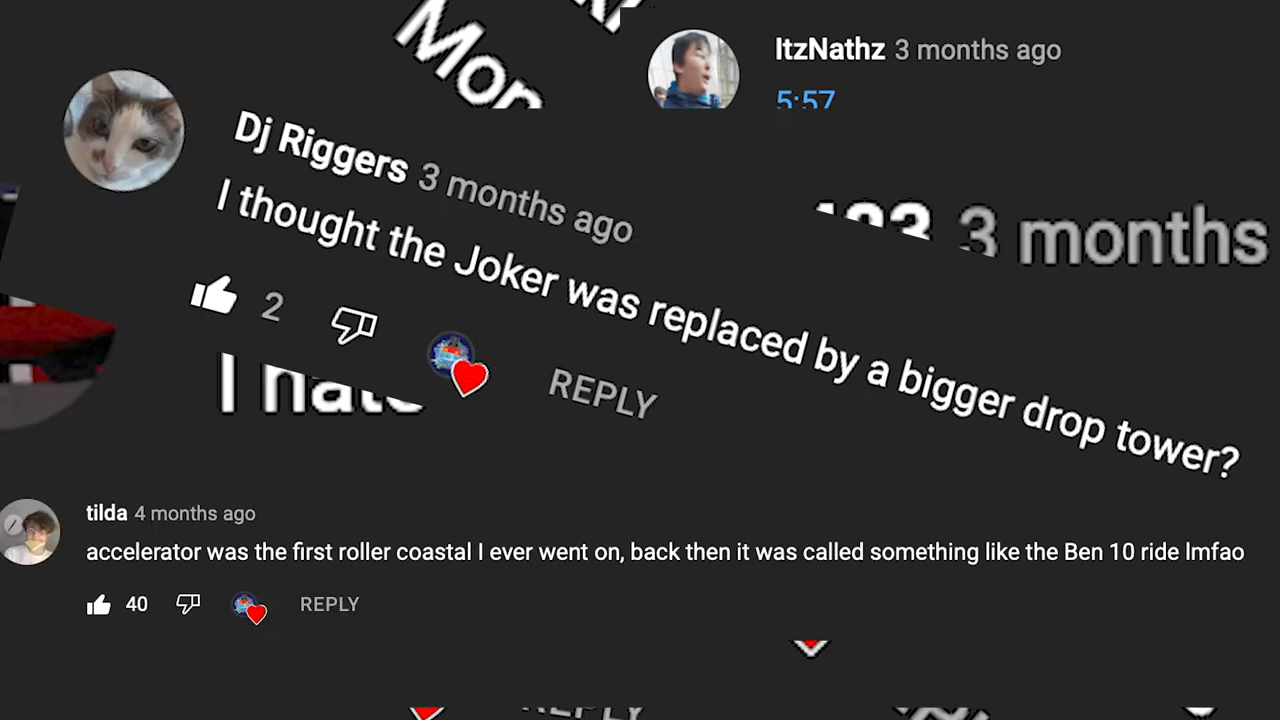 ItzNathz 3 months ago
5:57
Dj Riggers 3 months ago
I thought the Joker was replaced by a bigger drop tower?
2
REPLY
3 months
I hate
tilda 4 months ago
accelerator was the first roller coastal I ever went on, back then it was called something like the Ben 10 ride lmfao
40
REPLY
REPLY